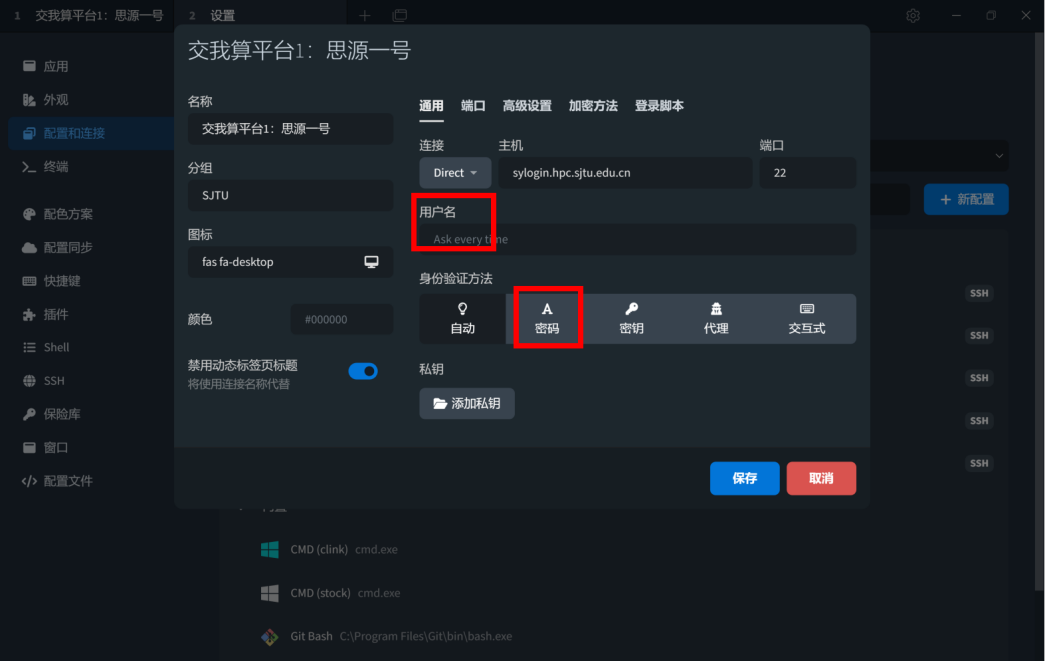 1 交我算平台1：思源一号
2 设置
交我算平台1：思源一号
应用
外观
配置和连接
终端
配色方案
配置同步
快捷键
插件
Shell
SSH
保险库
窗口
配置文件
名称
交我算平台1：思源一号
分组
SJTU
图标
fas fa-desktop
颜色
#000000
禁用动态标签页标题
将使用连接名称代替
通用 端口 高级设置 加密方法 登录脚本
连接 主机 端口
Direct sylogin.hpc.sjtu.edu.cn 22
用户名
Ask every time
身份验证方法
自动 密码 密钥 代理 交互式
私钥
添加私钥
保存 取消
+ 新配置
SSH
SSH
SSH
SSH
SSH
CMD (clink) cmd.exe
CMD (stock) cmd.exe
Git Bash C:\Program Files\Git\bin\bash.exe